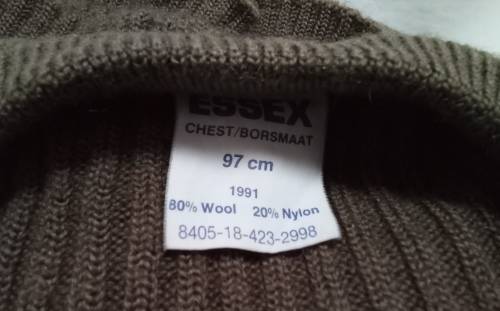 ESSEX
CHEST/BORSMAAT
97 cm
1991
80% Wool 20% Nylon
8405-18-423-2998